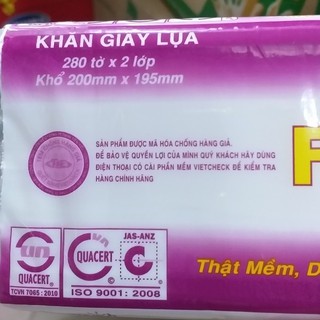 KHĂN GIẤY LỤA
280 tờ x 2 lớp
Khổ 200mm x 195mm
SẢN PHẨM ĐƯỢC MÃ HÓA CHỐNG HÀNG GIẢ.
ĐỂ BẢO VỆ QUYỀN LỢI CỦA MÌNH QUÝ KHÁCH HÃY DÙNG
ĐIỆN THOẠI CÓ CÀI PHẦN MỀM VIETCHECK ĐỂ KIỂM TRA
HÀNG CHÍNH HÃNG
JAS-ANZ
QUACERT
QUACERT
TCVN 7065 : 2010
ISO 9001: 2008
Thật Mềm, D